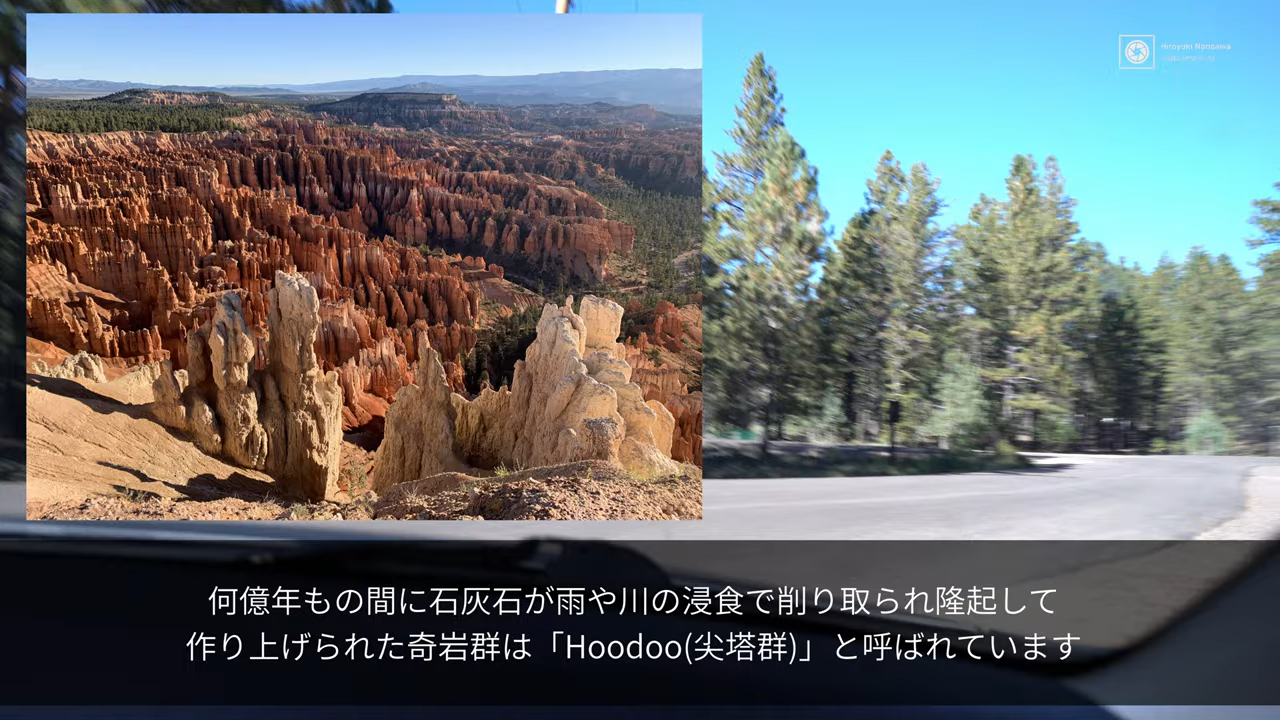 Hiroyuki Norisawa
何億年もの間に石灰石が雨や川の浸食で削り取られ隆起して
作り上げられた奇岩群は「Hoodoo(尖塔群)」と呼ばれています